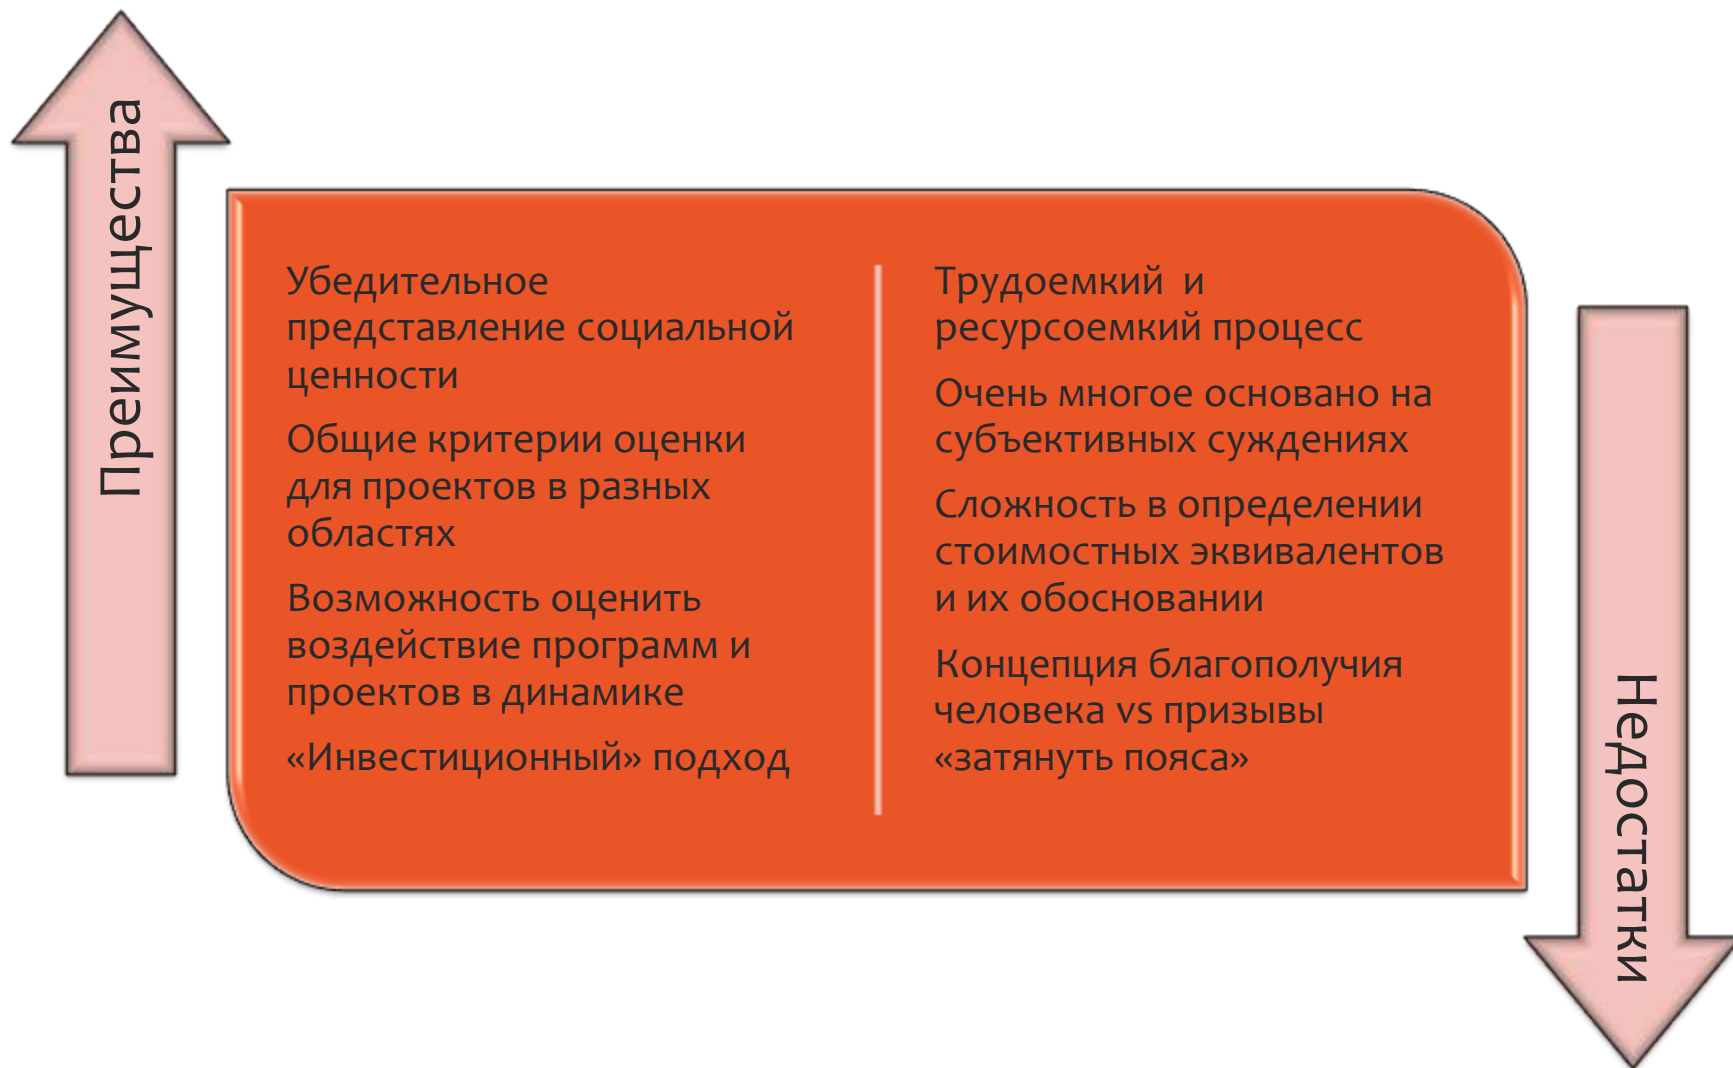 Преимущества
Убедительное
представление социальной
ценности
Общие критерии оценки
для проектов в разных
областях
Возможность оценить
воздействие программ и
проектов в динамике
«Инвестиционный» подход
Трудоемкий и
ресурсоемкий процесс
Очень многое основано на
субъективных суждениях
Сложность в определении
стоимостных эквивалентов
и их обосновании
Концепция благополучия
человека vs призывы
«затянуть пояса»
Недостатки